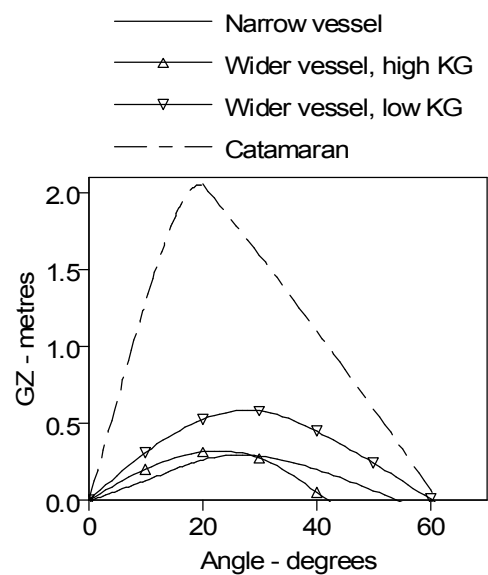 Narrow vessel
Wider vessel, high KG
Wider vessel, low KG
Catamaran
2.0
1.5
1.0
0.5
0.0
GZ - metres
0 20 40 60
Angle - degrees